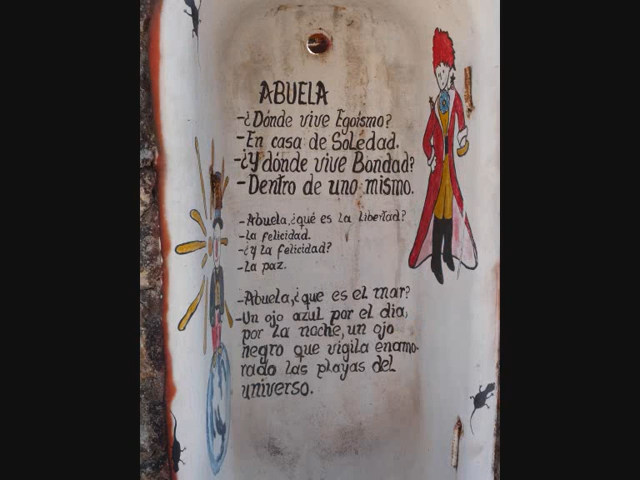 ABUELA
-¿Dónde vive Egoísmo?
-En casa de Soledad.
-¿Y dónde vive Bondad?
-Dentro de uno mismo.
-Abuela,¿qué es la libertad?
-La felicidad.
-¿Y la felicidad?
-La paz.
-Abuela,¿que es el mar?
-Un ojo azul por el día,
por la noche, un ojo
negro que vigila enamo-
rado las playas del
universo.